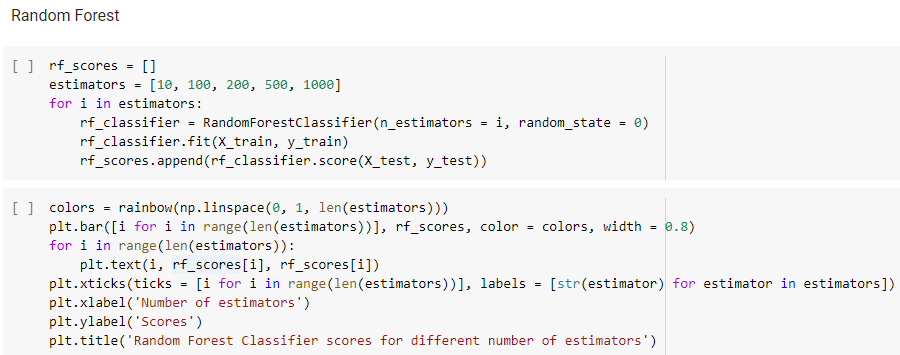 Random Forest
[ ] rf_scores = []
estimators = [10, 100, 200, 500, 1000]
for i in estimators:
    rf_classifier = RandomForestClassifier(n_estimators = i, random_state = 0)
    rf_classifier.fit(X_train, y_train)
    rf_scores.append(rf_classifier.score(X_test, y_test))
[ ] colors = rainbow(np.linspace(0, 1, len(estimators)))
plt.bar([i for i in range(len(estimators))], rf_scores, color = colors, width = 0.8)
for i in range(len(estimators)):
    plt.text(i, rf_scores[i], rf_scores[i])
plt.xticks(ticks = [i for i in range(len(estimators))], labels = [str(estimator) for estimator in estimators])
plt.xlabel('Number of estimators')
plt.ylabel('Scores')
plt.title('Random Forest Classifier scores for different number of estimators')